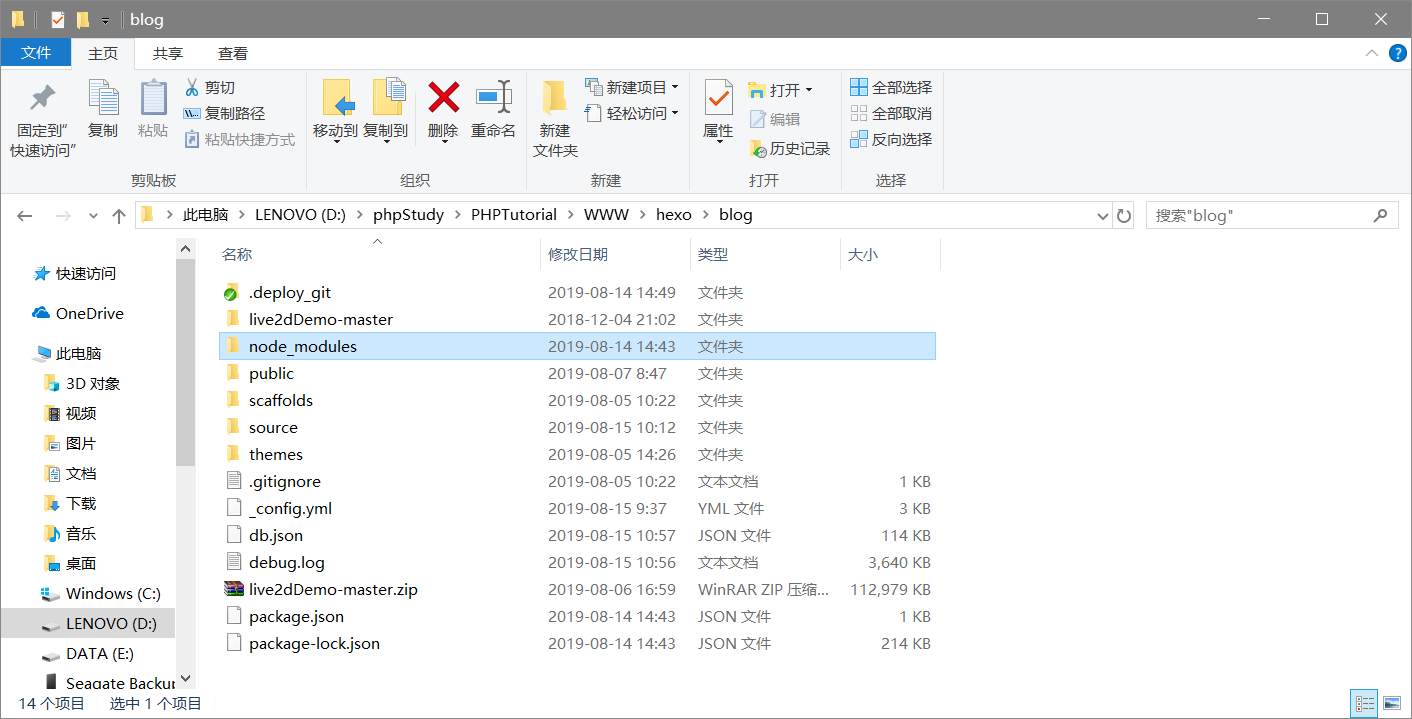 blog
文件 主页 共享 查看
固定到“快速访问”
复制
粘贴
剪切
复制路径
粘贴快捷方式
剪贴板
移动到
复制到
删除
重命名
组织
新建文件夹
新建项目
轻松访问
新建
属性
打开
编辑
历史记录
打开
全部选择
全部取消
反向选择
选择
此电脑 LENOVO (D:) phpStudy PHPTutorial WWW hexo blog
搜索"blog"
快速访问
OneDrive
此电脑
3D 对象
视频
图片
文档
下载
音乐
桌面
Windows (C:)
LENOVO (D:)
DATA (E:)
Seagate Backup
名称 修改日期 类型 大小
.deploy_git 2019-08-14 14:49 文件夹
live2dDemo-master 2018-12-04 21:02 文件夹
node_modules 2019-08-14 14:43 文件夹
public 2019-08-07 8:47 文件夹
scaffolds 2019-08-05 10:22 文件夹
source 2019-08-15 10:12 文件夹
themes 2019-08-05 14:26 文件夹
.gitignore 2019-08-05 10:22 文本文档 1 KB
_config.yml 2019-08-15 9:37 YML 文件 3 KB
db.json 2019-08-15 10:57 JSON 文件 114 KB
debug.log 2019-08-15 10:56 文本文档 3,640 KB
live2dDemo-master.zip 2019-08-06 16:59 WinRAR ZIP 压缩... 112,979 KB
package.json 2019-08-14 14:43 JSON 文件 1 KB
package-lock.json 2019-08-14 14:43 JSON 文件 214 KB
14 个项目 选中 1 个项目